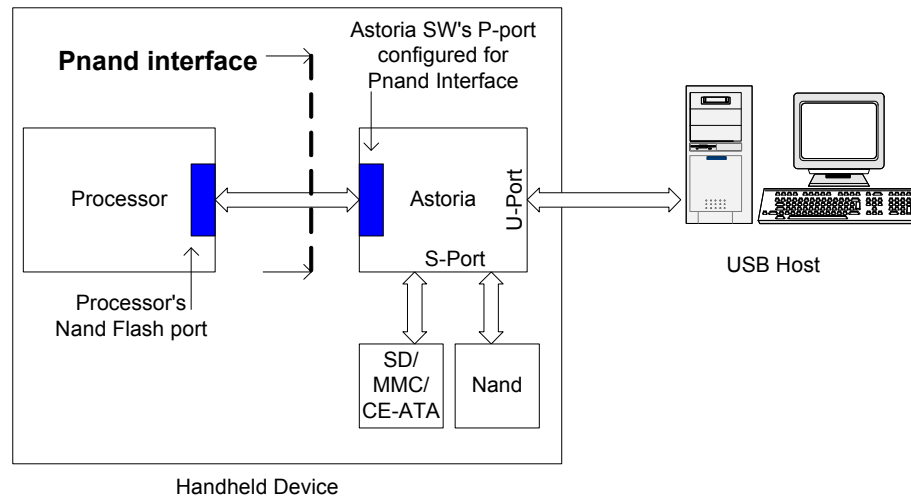 Astoria SW's P-port
configured for
Pnand Interface
Pnand interface
Processor
Astoria
U-Port
S-Port
USB Host
Processor's
Nand Flash port
SD/
MMC/
CE-ATA
Nand
Handheld Device